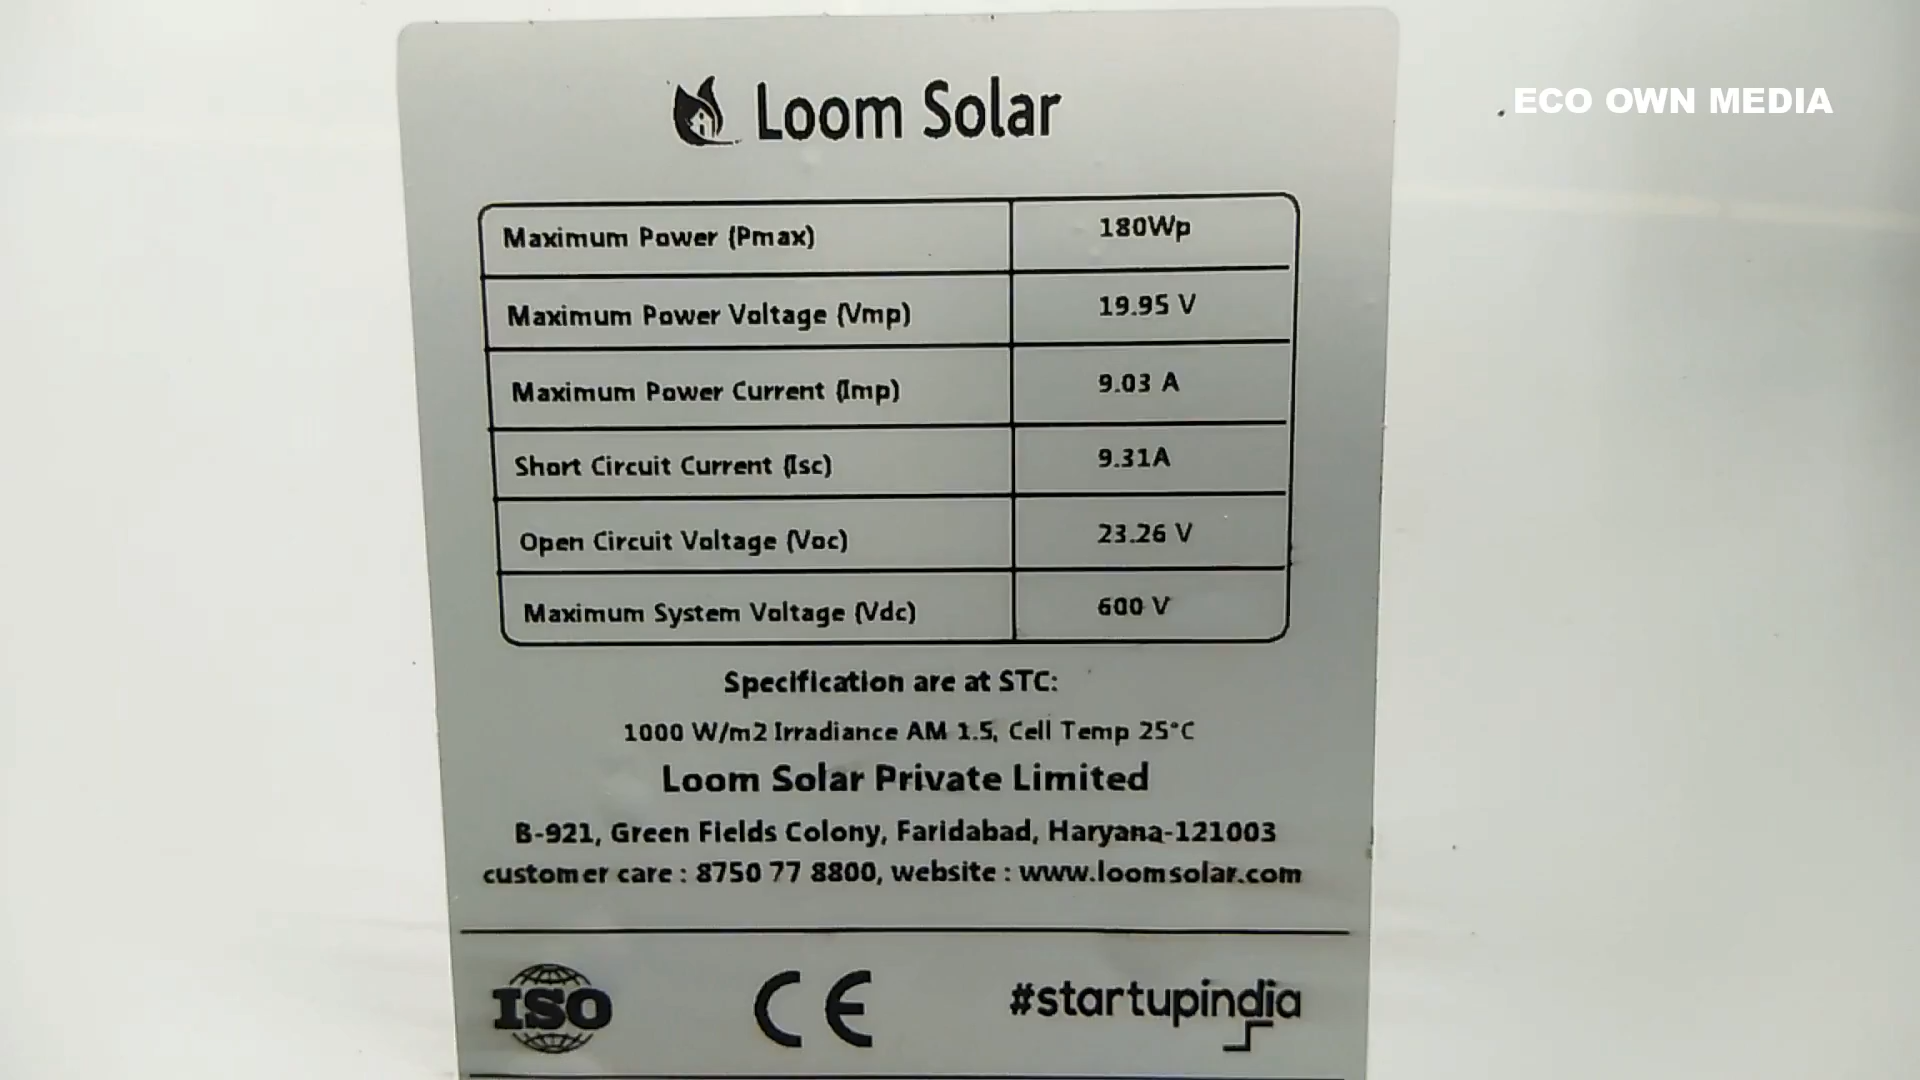 Loom Solar
ECO OWN MEDIA
Maximum Power (Pmax) 180Wp
Maximum Power Voltage (Vmp) 19.95 V
Maximum Power Current (Imp) 9.03 A
Short Circuit Current (Isc) 9.31A
Open Circuit Voltage (Voc) 23.26 V
Maximum System Voltage (Vdc) 600 V
Specification are at STC:
1000 W/m2 Irradiance AM 1.5, Cell Temp 25°C
Loom Solar Private Limited
B-921, Green Fields Colony, Faridabad, Haryana-121003
customer care : 8750 77 8800, website : www.loomsolar.com
ISO CE #startupindia